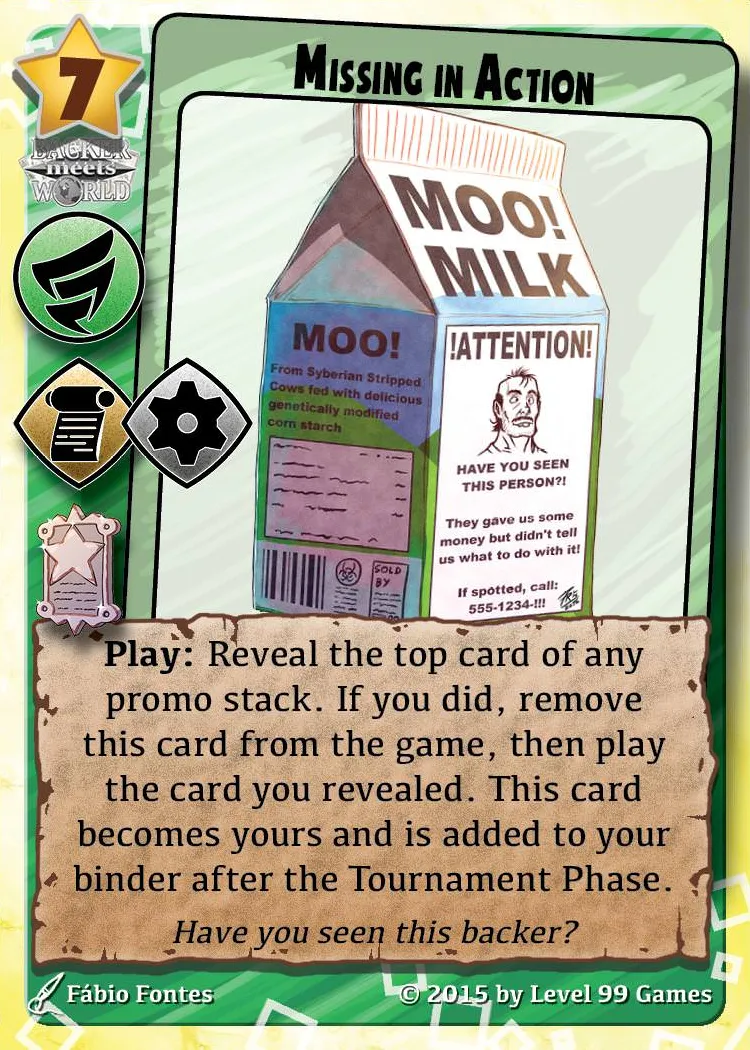 7
MISSING IN ACTION
BACKER
meets
WORLD
MOO!
MILK
MOO!
From Syberian Stripped
Cows fed with delicious
genetically modified
corn starch
SOLD
BY
!ATTENTION!
HAVE YOU SEEN
THIS PERSON?!
They gave us some
money but didn't tell
us what to do with it!
If spotted, call:
555-1234-!!!
Play: Reveal the top card of any
promo stack. If you did, remove
this card from the game, then play
the card you revealed. This card
becomes yours and is added to your
binder after the Tournament Phase.
Have you seen this backer?
Fábio Fontes
© 2015 by Level 99 Games